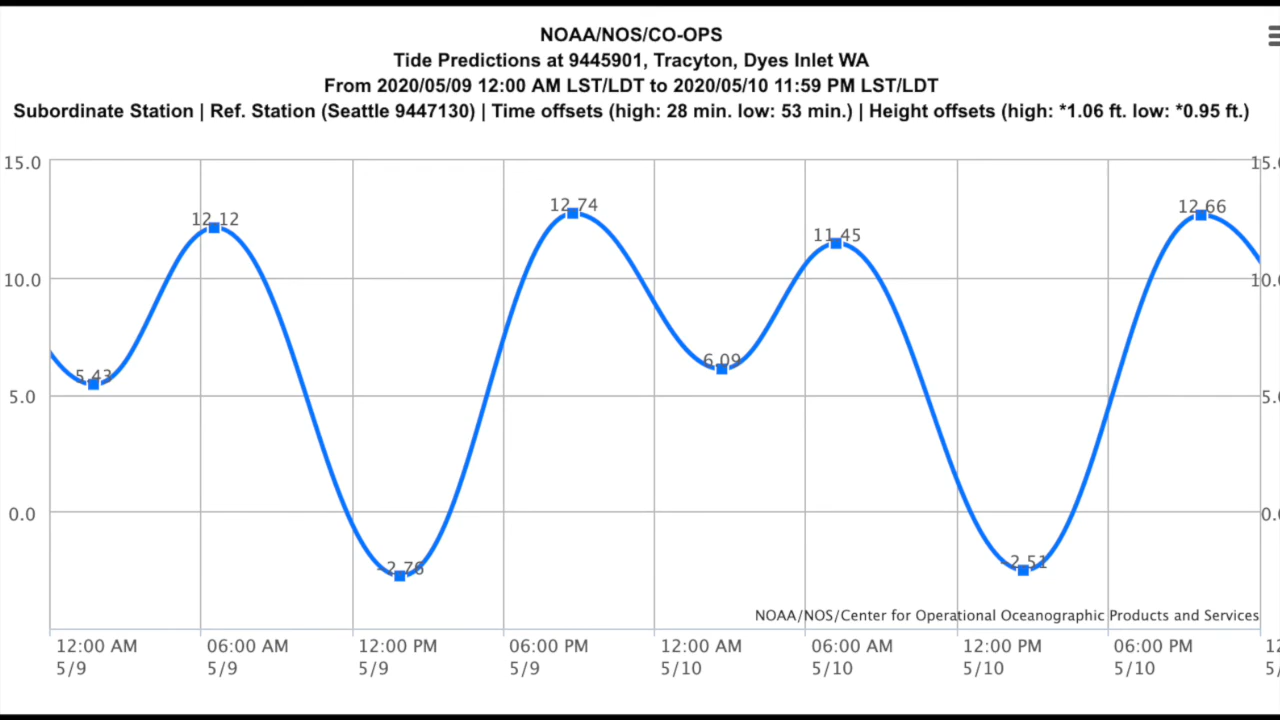 NOAA/NOS/CO-OPS
Tide Predictions at 9445901, Tracyton, Dyes Inlet WA
From 2020/05/09 12:00 AM LST/LDT to 2020/05/10 11:59 PM LST/LDT
Subordinate Station | Ref. Station (Seattle 9447130) | Time offsets (high: 28 min. low: 53 min.) | Height offsets (high: *1.06 ft. low: *0.95 ft.)
15.0
12.12
12.74
11.45
12.66
10.0
5.43
6.09
5.0
0.0
-2.76
-2.51
NOAA/NOS/Center for Operational Oceanographic Products and Services
12:00 AM 06:00 AM 12:00 PM 06:00 PM 12:00 AM 06:00 AM 12:00 PM 06:00 PM
5/9 5/9 5/9 5/9 5/10 5/10 5/10 5/10